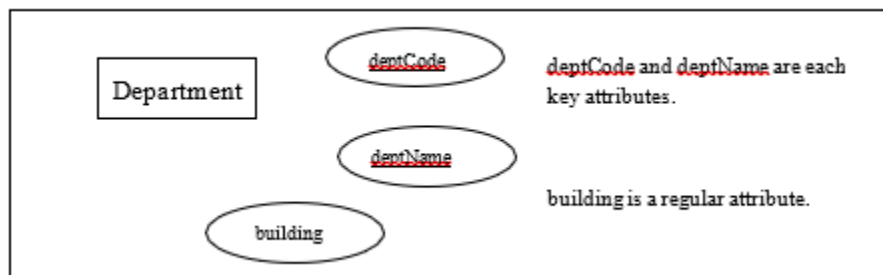 deptCode
Department
deptCode and deptName are each
key attributes.
deptName
building is a regular attribute.
building